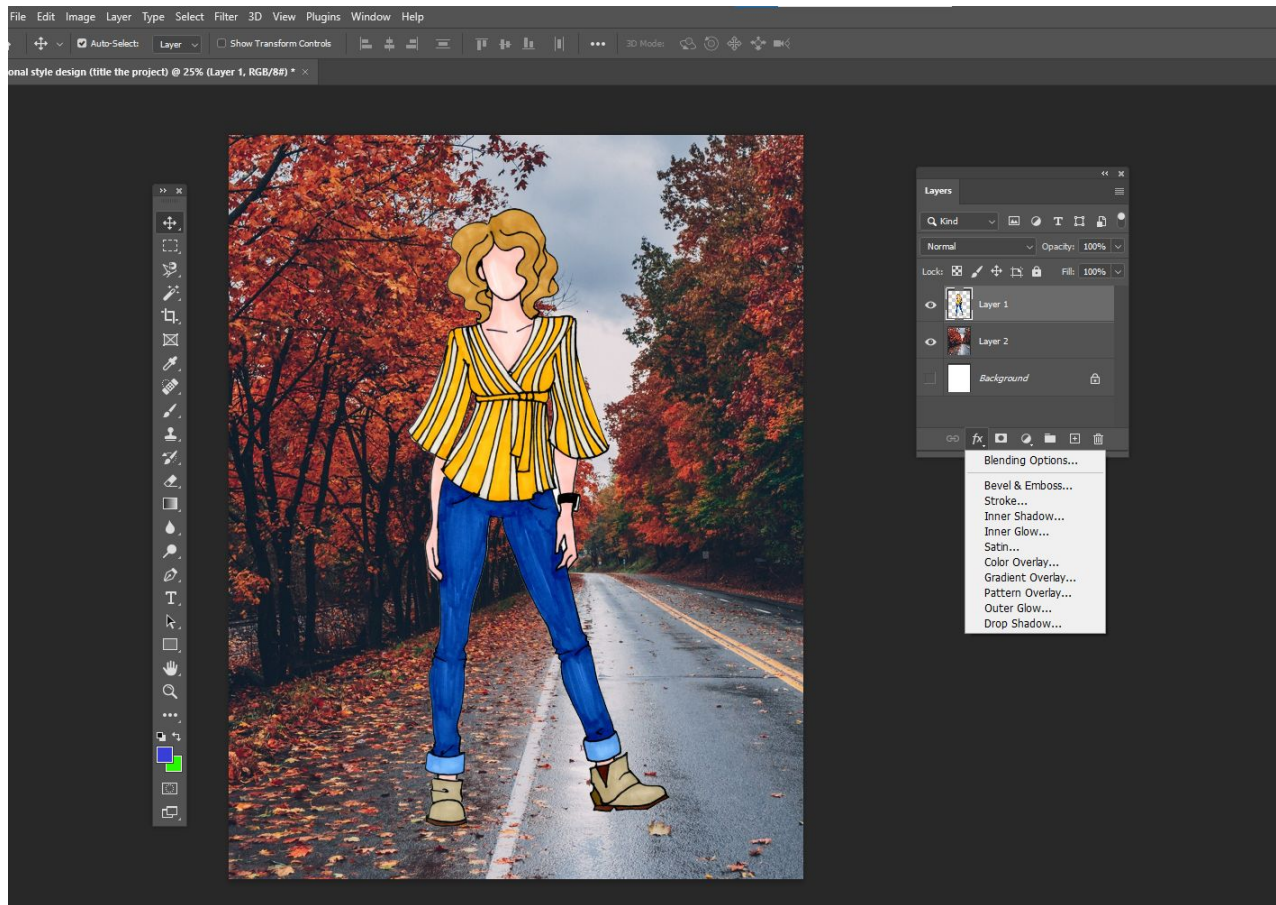 File Edit Image Layer Type Select Filter 3D View Plugins Window Help
Auto-Select: Layer Show Transform Controls 3D Mode:
onal style design (title the project) @ 25% (Layer 1, RGB/8#) * ×
Layers
Kind
Normal Opacity: 100%
Lock: Fill: 100%
Layer 1
Layer 2
Background
fx
Blending Options...
Bevel & Emboss...
Stroke...
Inner Shadow...
Inner Glow...
Satin...
Color Overlay...
Gradient Overlay...
Pattern Overlay...
Outer Glow...
Drop Shadow...